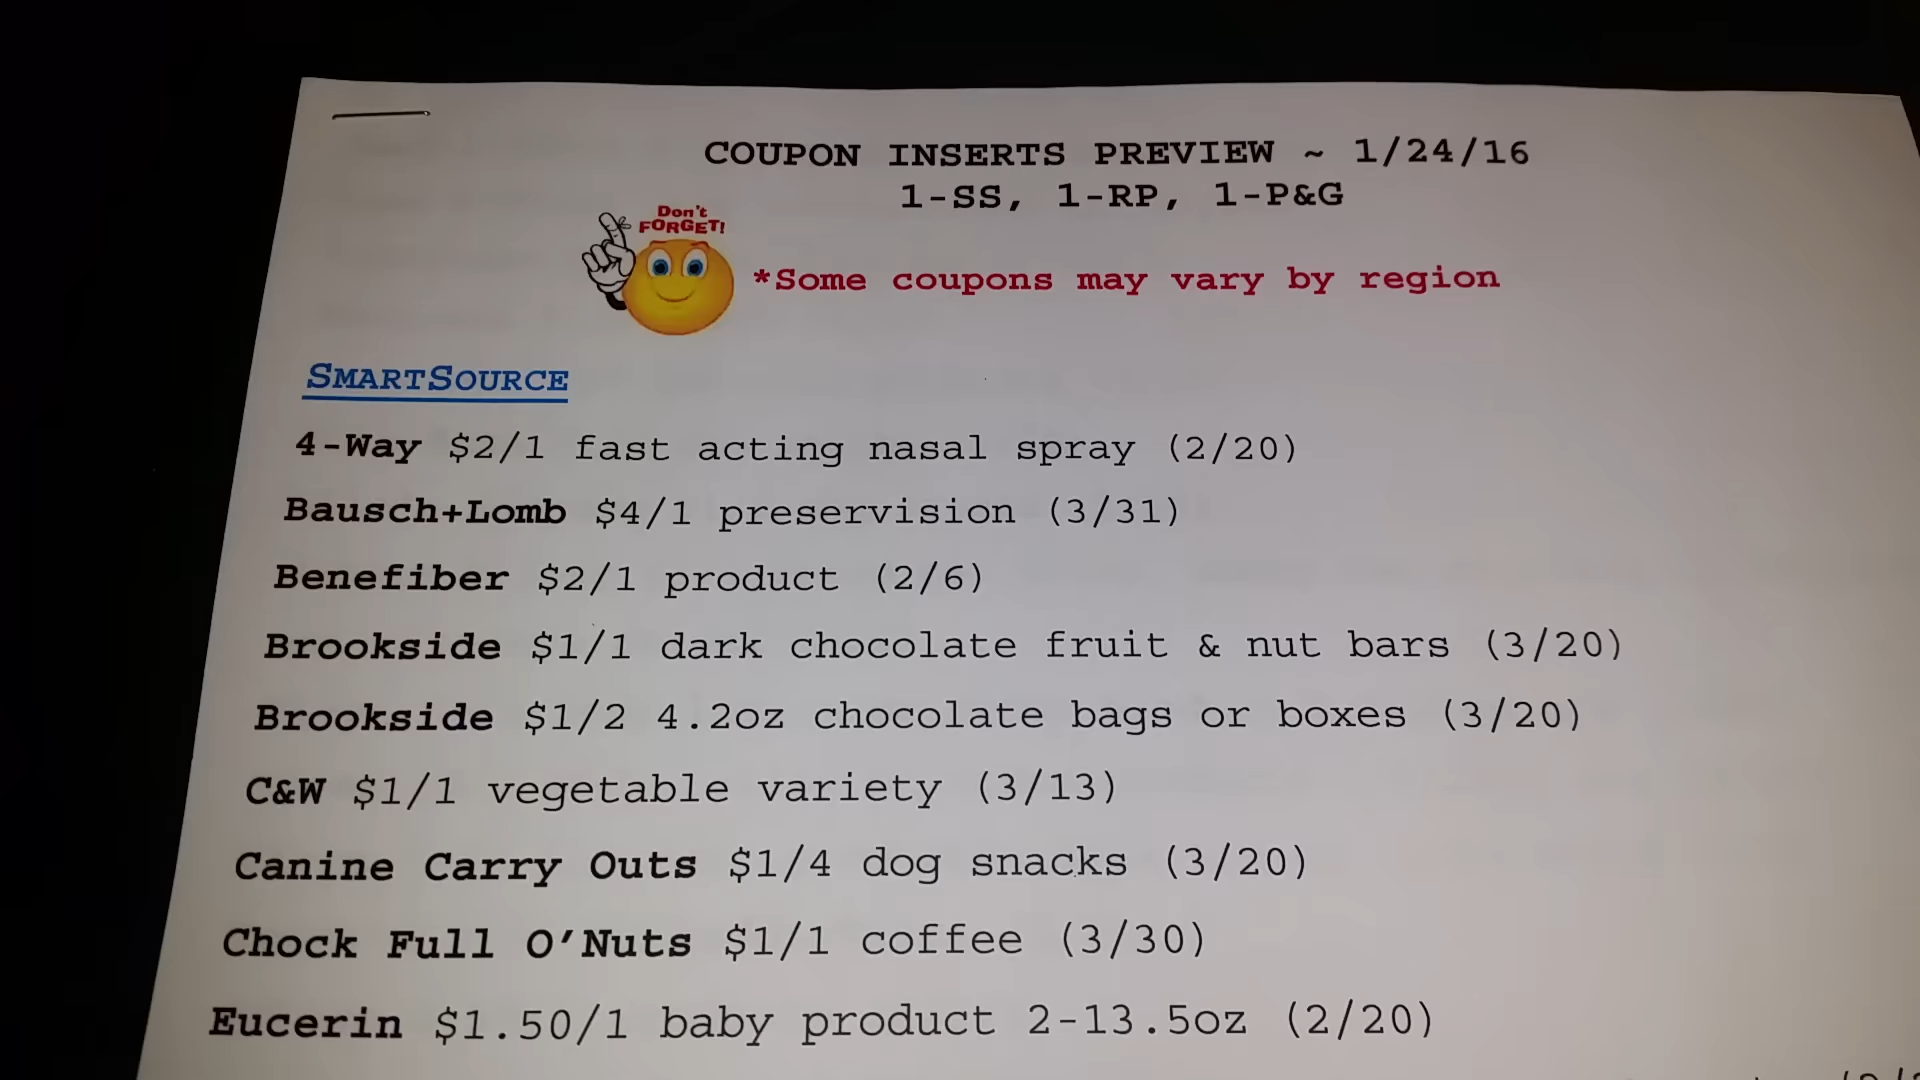 COUPON INSERTS PREVIEW ~ 1/24/16
1-SS, 1-RP, 1-P&G
Don't
FORGET!
*Some coupons may vary by region
SMARTSOURCE
4-Way $2/1 fast acting nasal spray (2/20)
Bausch+Lomb $4/1 preservision (3/31)
Benefiber $2/1 product (2/6)
Brookside $1/1 dark chocolate fruit & nut bars (3/20)
Brookside $1/2 4.2oz chocolate bags or boxes (3/20)
C&W $1/1 vegetable variety (3/13)
Canine Carry Outs $1/4 dog snacks (3/20)
Chock Full O'Nuts $1/1 coffee (3/30)
Eucerin $1.50/1 baby product 2-13.5oz (2/20)